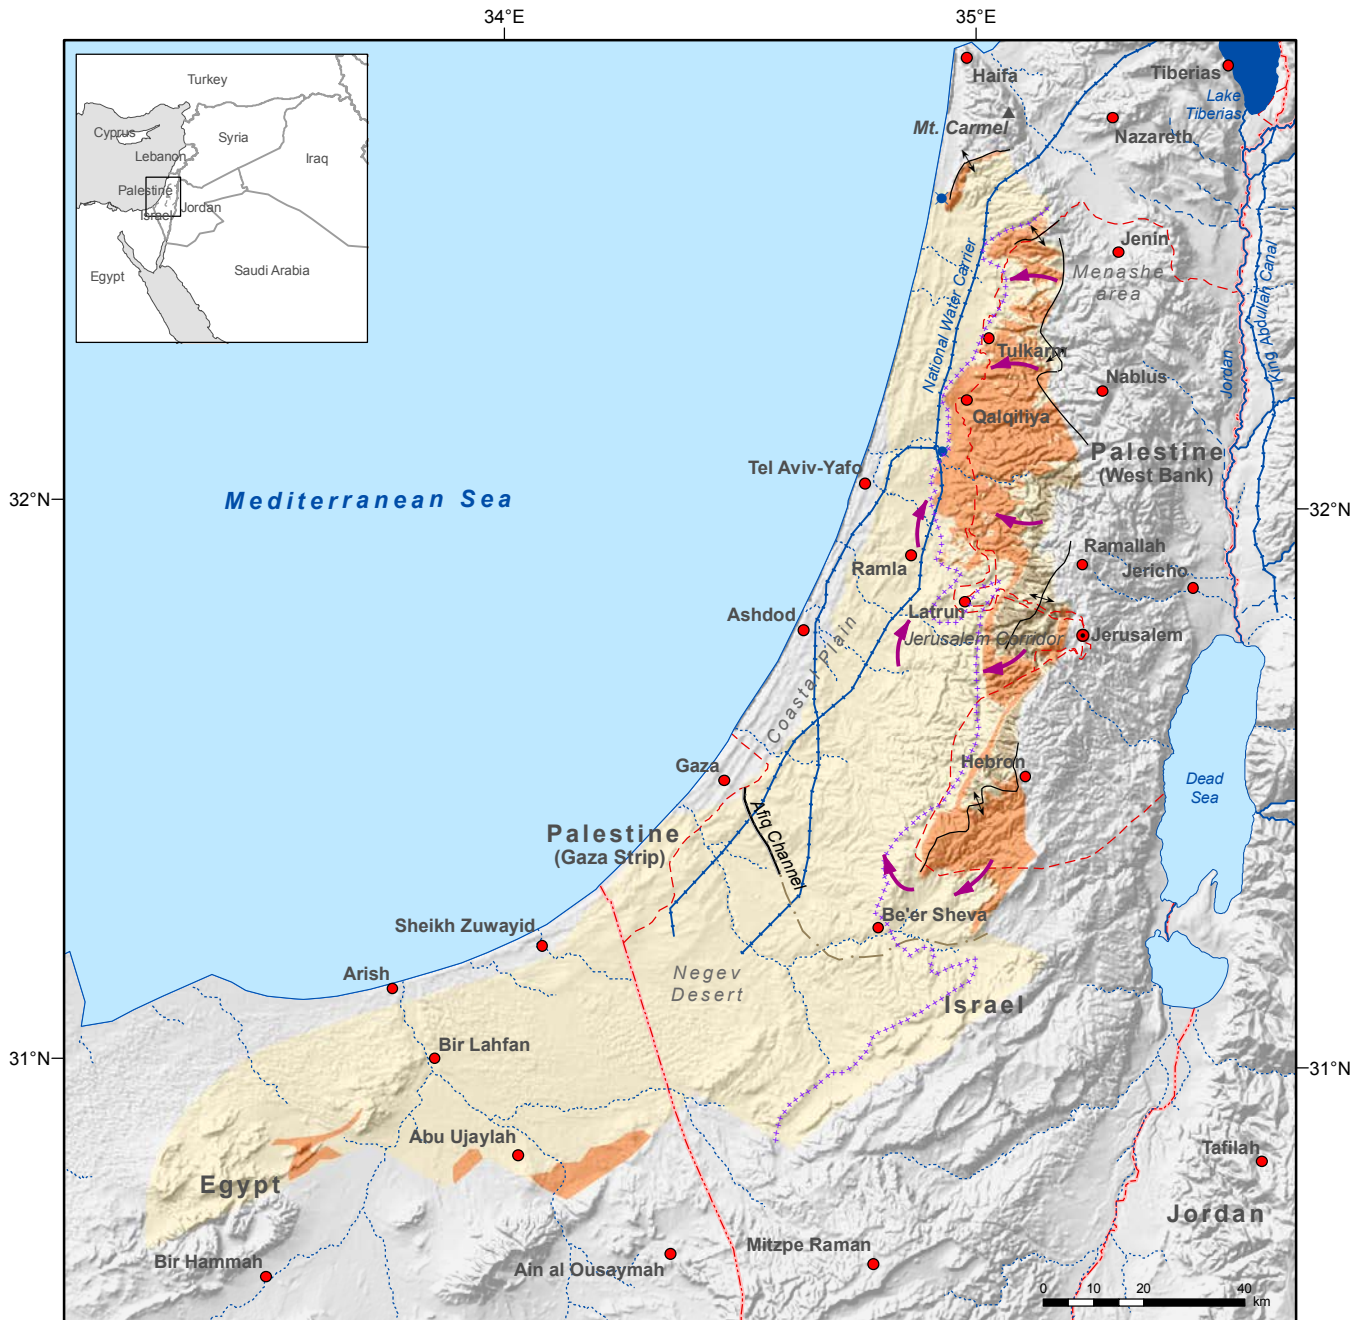 34°E
35°E
Turkey
Cyprus
Syria
Lebanon
Iraq
Palestine
Israel
Jordan
Egypt
Saudi Arabia
Haifa
Tiberias
Lake
Tiberias
Mt. Carmel
Nazareth
Jenin
Menashe
area
National Water Carrier
King Abdullah Canal
Jordan
Tulkarm
Nablus
Qalqiliya
Palestine
(West Bank)
Tel Aviv-Yafo
Mediterranean Sea
32°N
32°N
Ramla
Ramallah
Jericho
Latrun
Ashdod
Jerusalem Corridor
Jerusalem
Coastal Plain
Gaza
Hebron
Dead
Sea
Afiq Channel
Palestine
(Gaza Strip)
Be'er Sheva
Sheikh Zuwayid
Arish
Negev
Desert
Israel
Bir Lahfan
31°N
31°N
Abu Ujaylah
Tafilah
Egypt
Jordan
Bir Hammah
Ain al Ousaymah
Mitzpe Raman
0 10 20 40
km